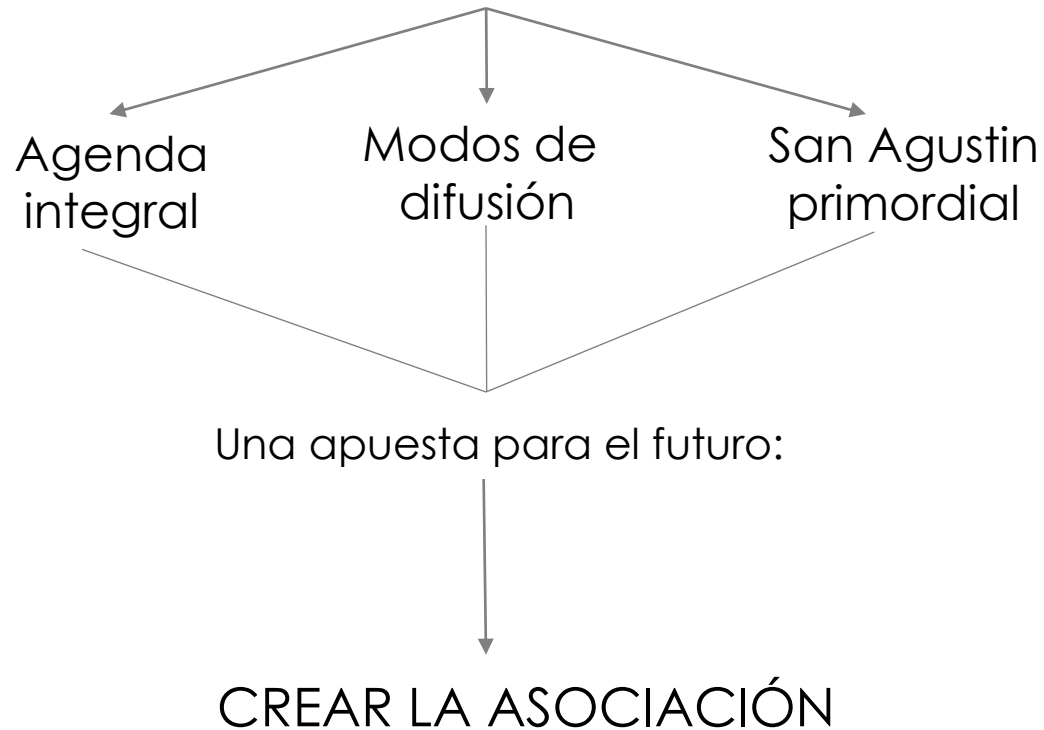 Agenda
integral
Modos de
difusión
San Agustin
primordial
Una apuesta para el futuro:
CREAR LA ASOCIACIÓN